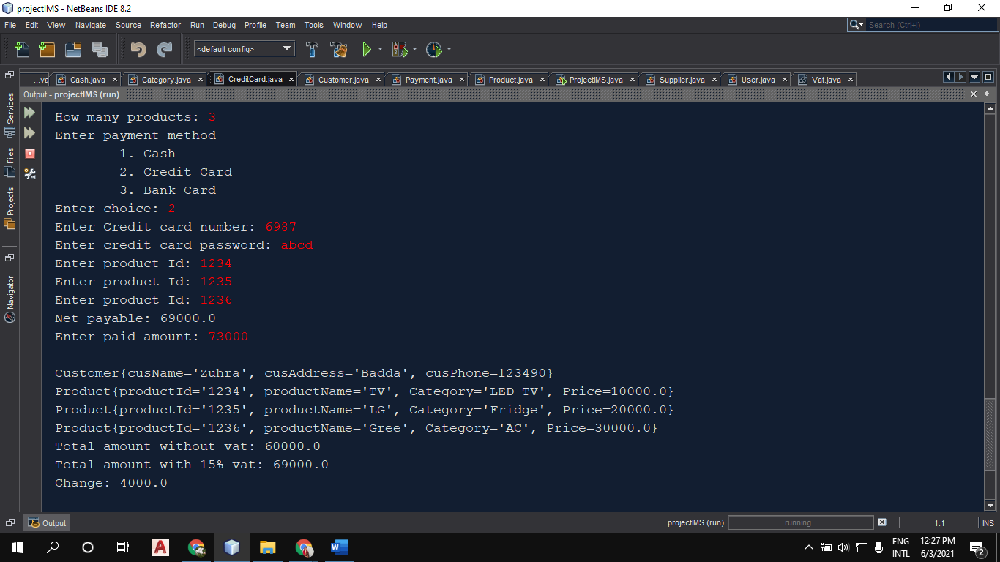 projectIMS - NetBeans IDE 8.2
File Edit View Navigate Source Refactor Run Debug Profile Team Tools Window Help
Search (Ctrl+I)
<default config>
...va Cash.java Category.java CreditCard.java Customer.java Payment.java Product.java ProjectIMS.java Supplier.java User.java Vat.java
Output - projectIMS (run)
Services
Files
Projects
Navigator
How many products: 3
Enter payment method
1. Cash
2. Credit Card
3. Bank Card
Enter choice: 2
Enter Credit card number: 6987
Enter credit card password: abcd
Enter product Id: 1234
Enter product Id: 1235
Enter product Id: 1236
Net payable: 69000.0
Enter paid amount: 73000
Customer{cusName='Zuhra', cusAddress='Badda', cusPhone=123490}
Product{productId='1234', productName='TV', Category='LED TV', Price=10000.0}
Product{productId='1235', productName='LG', Category='Fridge', Price=20000.0}
Product{productId='1236', productName='Gree', Category='AC', Price=30000.0}
Total amount without vat: 60000.0
Total amount with 15% vat: 69000.0
Change: 4000.0
Output
projectIMS (run) running... 1:1 INS
ENG 12:27 PM
INTL 6/3/2021
2